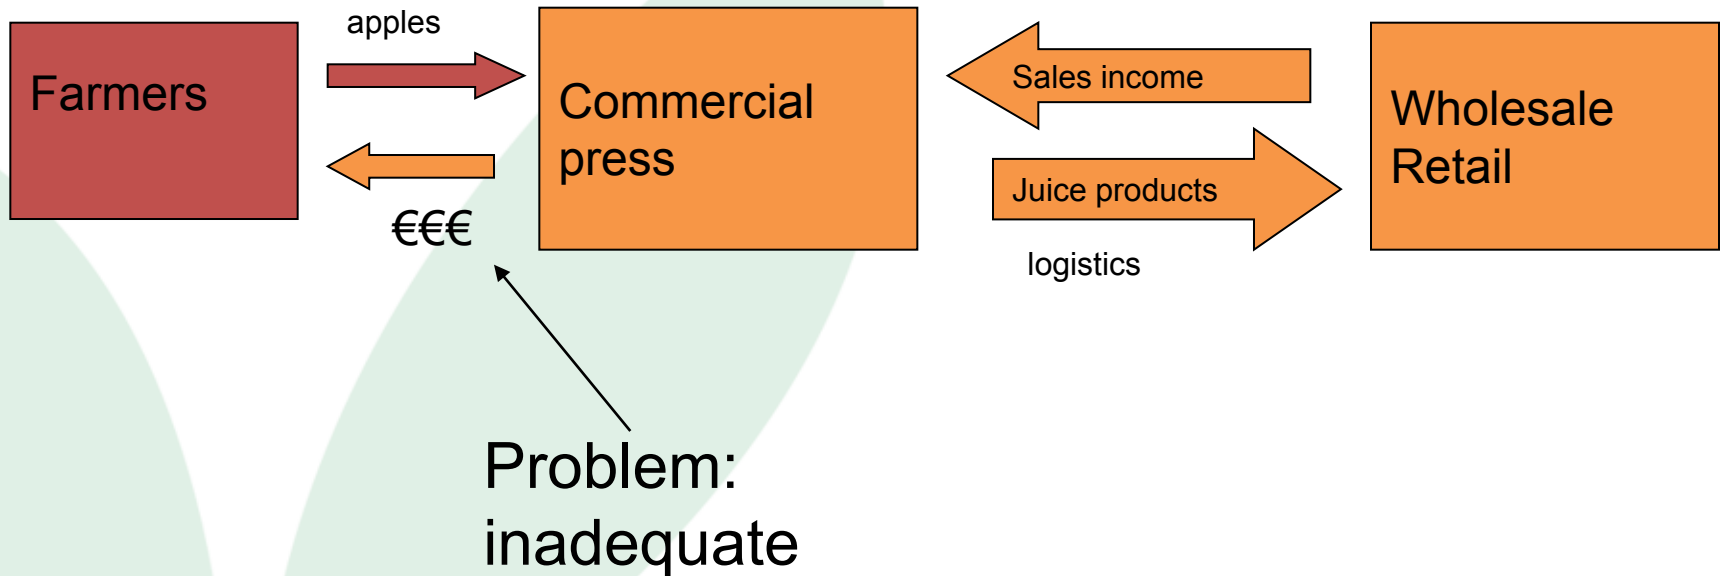 apples
Farmers
Commercial
press
€€€
Sales income
Juice products
logistics
Wholesale
Retail
Problem:
inadequate